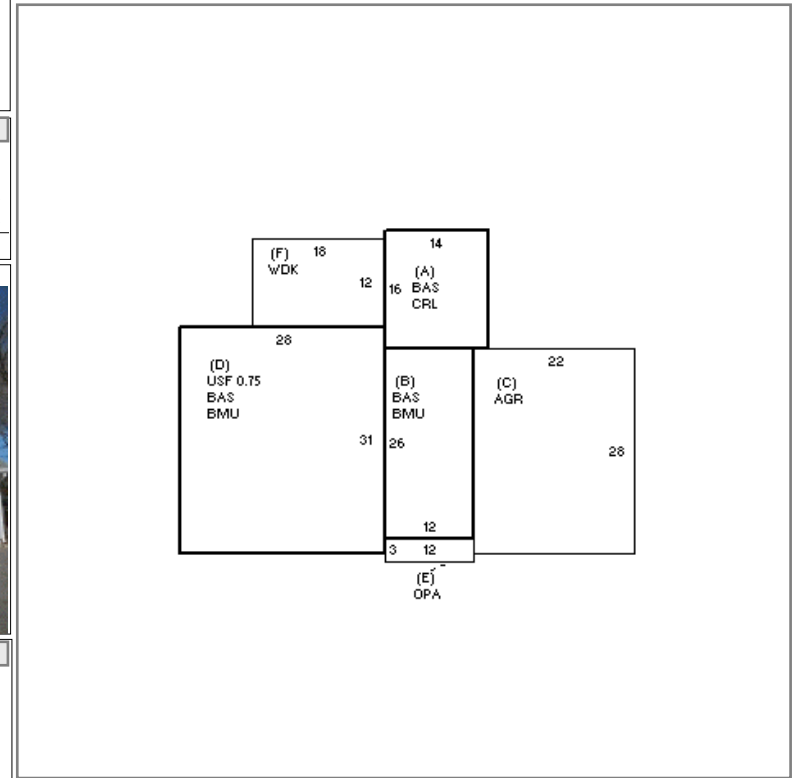 14
(F) 18
WDK
(A)
BAS
CRL
12
16
28
22
(D)
USF 0.75
BAS
BMU
(B)
BAS
BMU
(C)
AGR
31
26
28
12
3 12
(E)
OPA